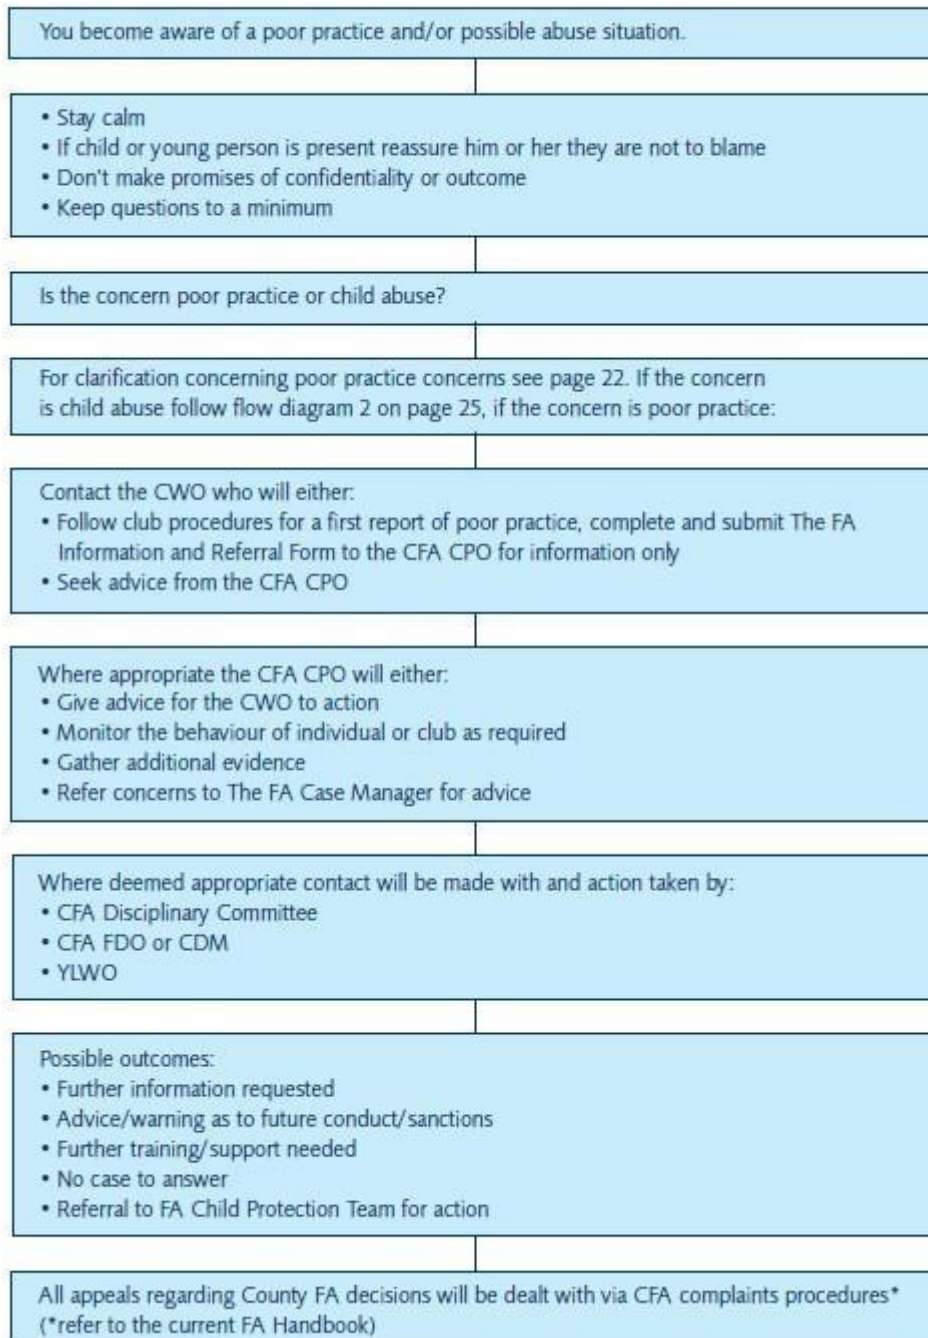 You become aware of a poor practice and/or possible abuse situation.
• Stay calm
• If child or young person is present reassure him or her they are not to blame
• Don't make promises of confidentiality or outcome
• Keep questions to a minimum
Is the concern poor practice or child abuse?
For clarification concerning poor practice concerns see page 22. If the concern
is child abuse follow flow diagram 2 on page 25, if the concern is poor practice:
Contact the CWO who will either:
• Follow club procedures for a first report of poor practice, complete and submit The FA
Information and Referral Form to the CFA CPO for information only
• Seek advice from the CFA CPO
Where appropriate the CFA CPO will either:
• Give advice for the CWO to action
• Monitor the behaviour of individual or club as required
• Gather additional evidence
• Refer concerns to The FA Case Manager for advice
Where deemed appropriate contact will be made with and action taken by:
• CFA Disciplinary Committee
• CFA FDO or CDM
• YLWO
Possible outcomes:
• Further information requested
• Advice/warning as to future conduct/sanctions
• Further training/support needed
• No case to answer
• Referral to FA Child Protection Team for action
All appeals regarding County FA decisions will be dealt with via CFA complaints procedures*
(*refer to the current FA Handbook)